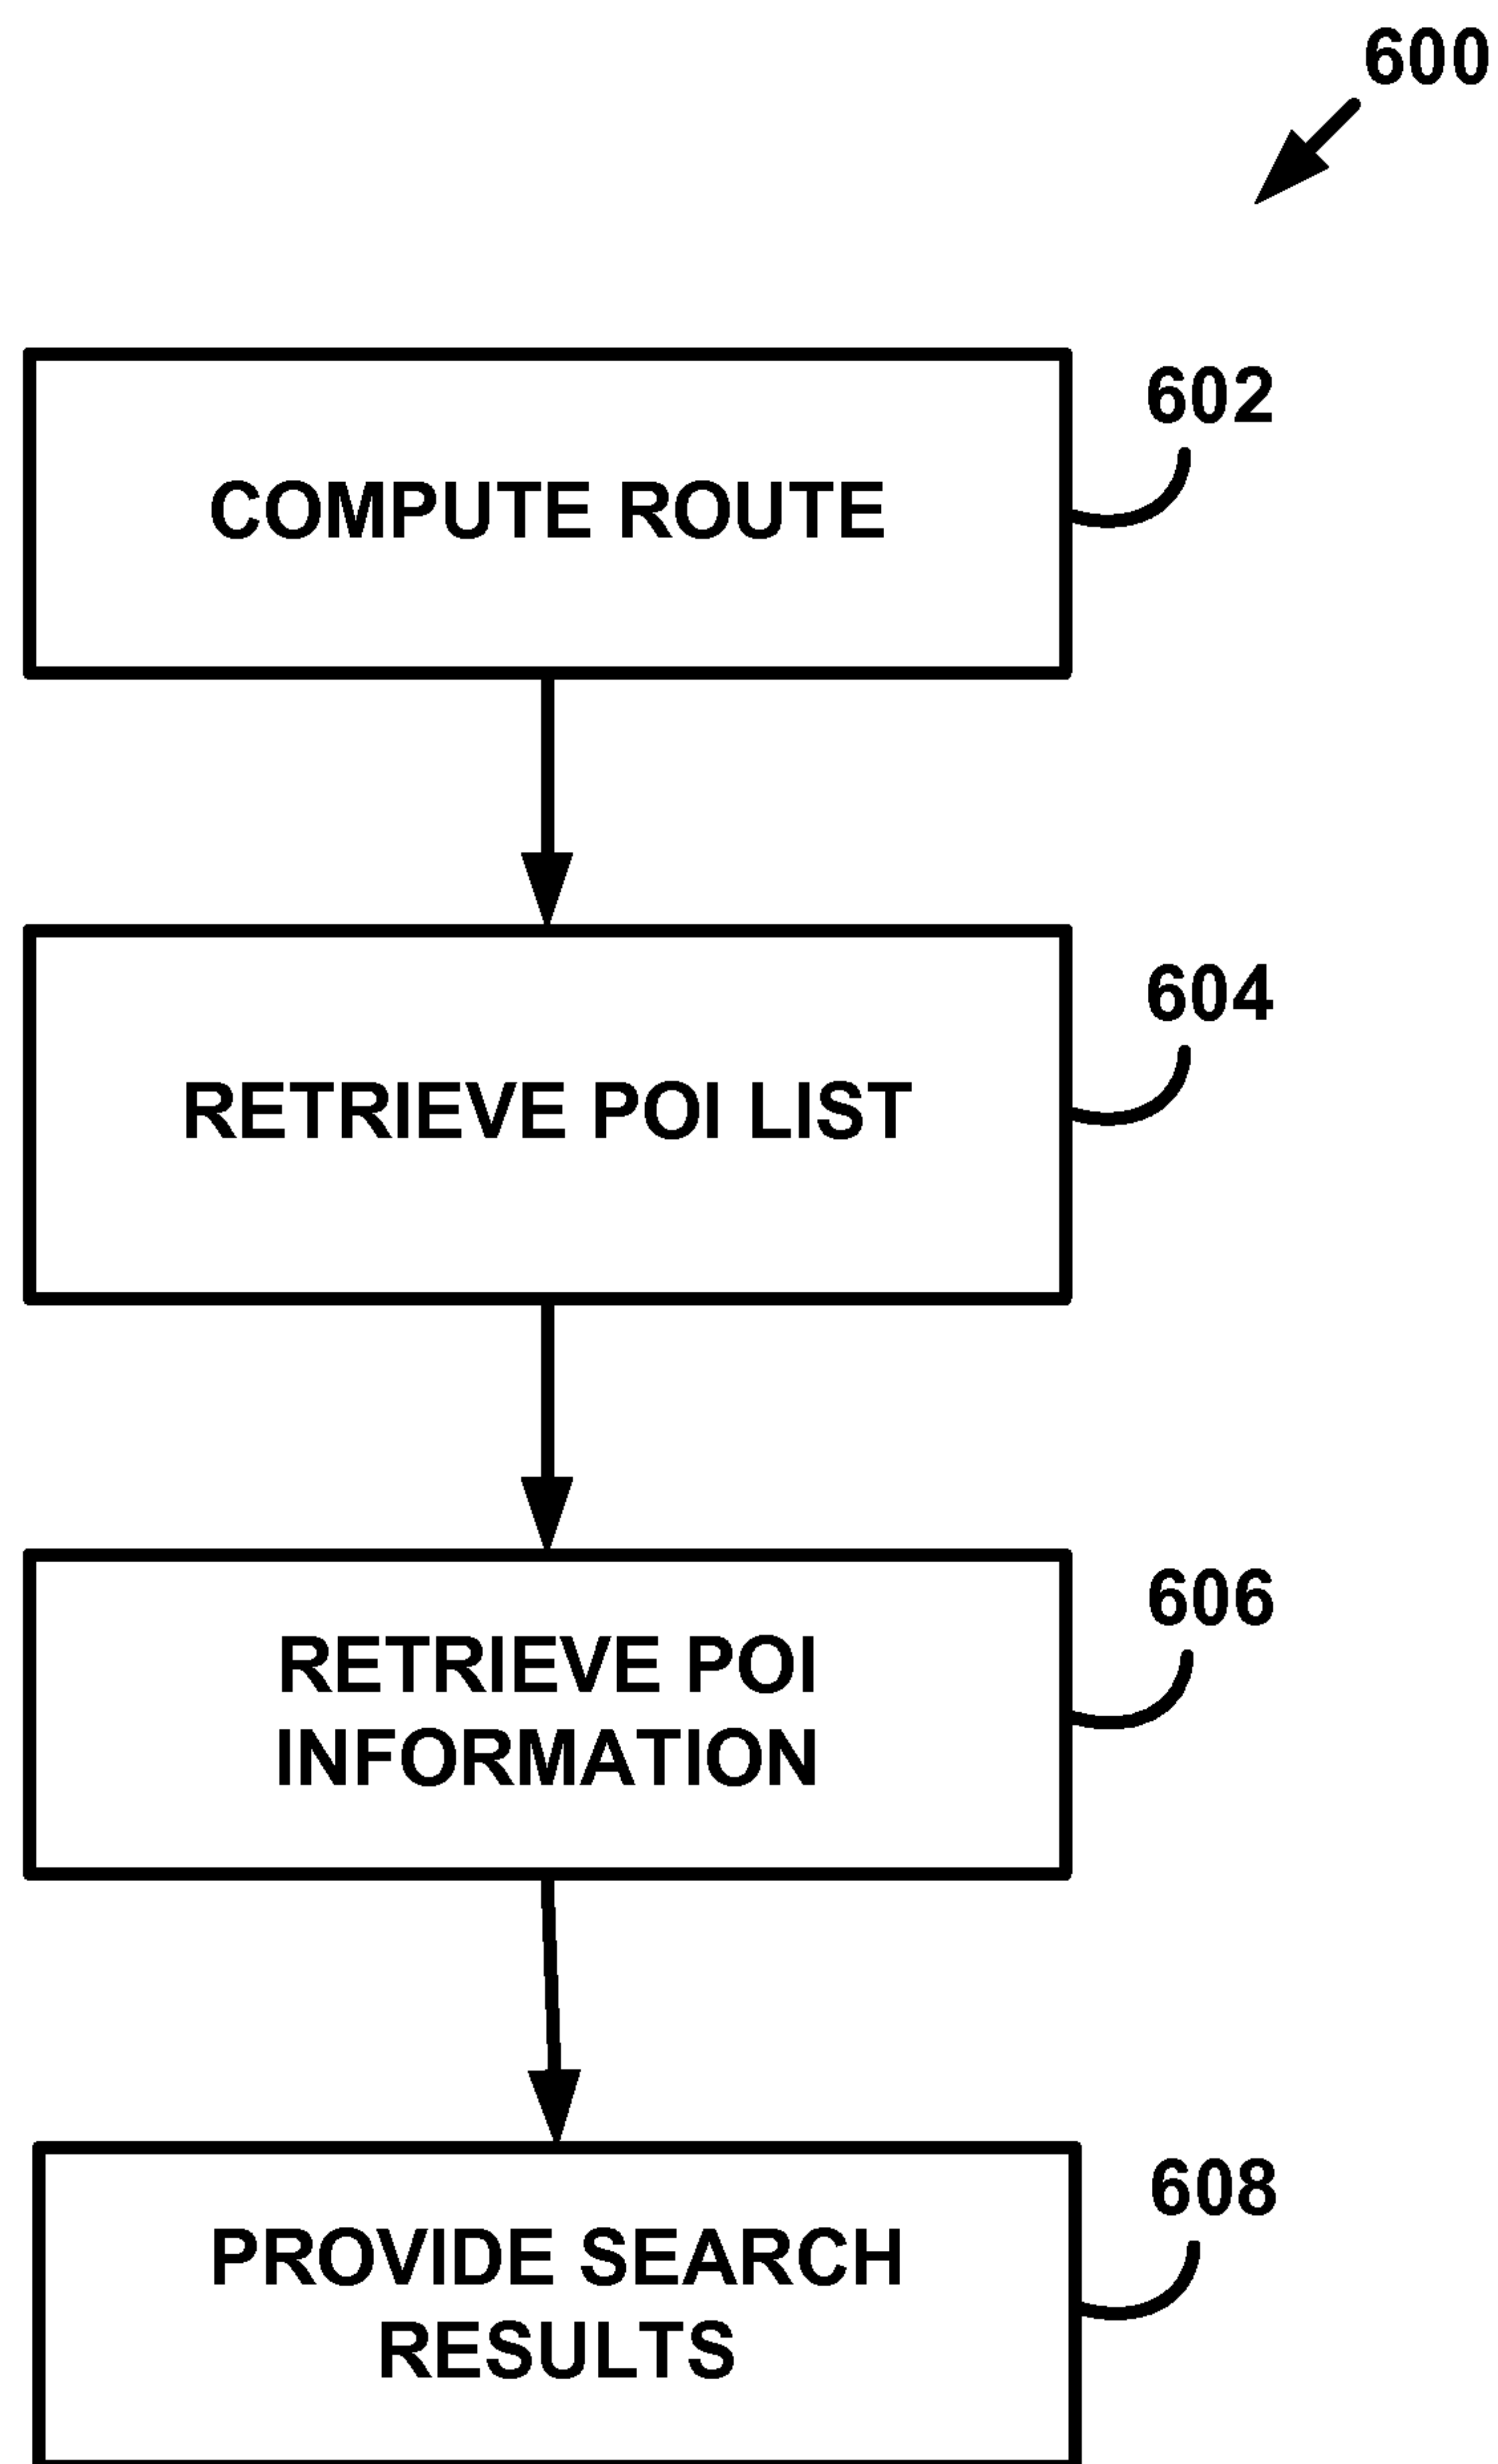 600
602
COMPUTE ROUTE
604
RETRIEVE POI LIST
606
RETRIEVE POI
INFORMATION
608
PROVIDE SEARCH
RESULTS